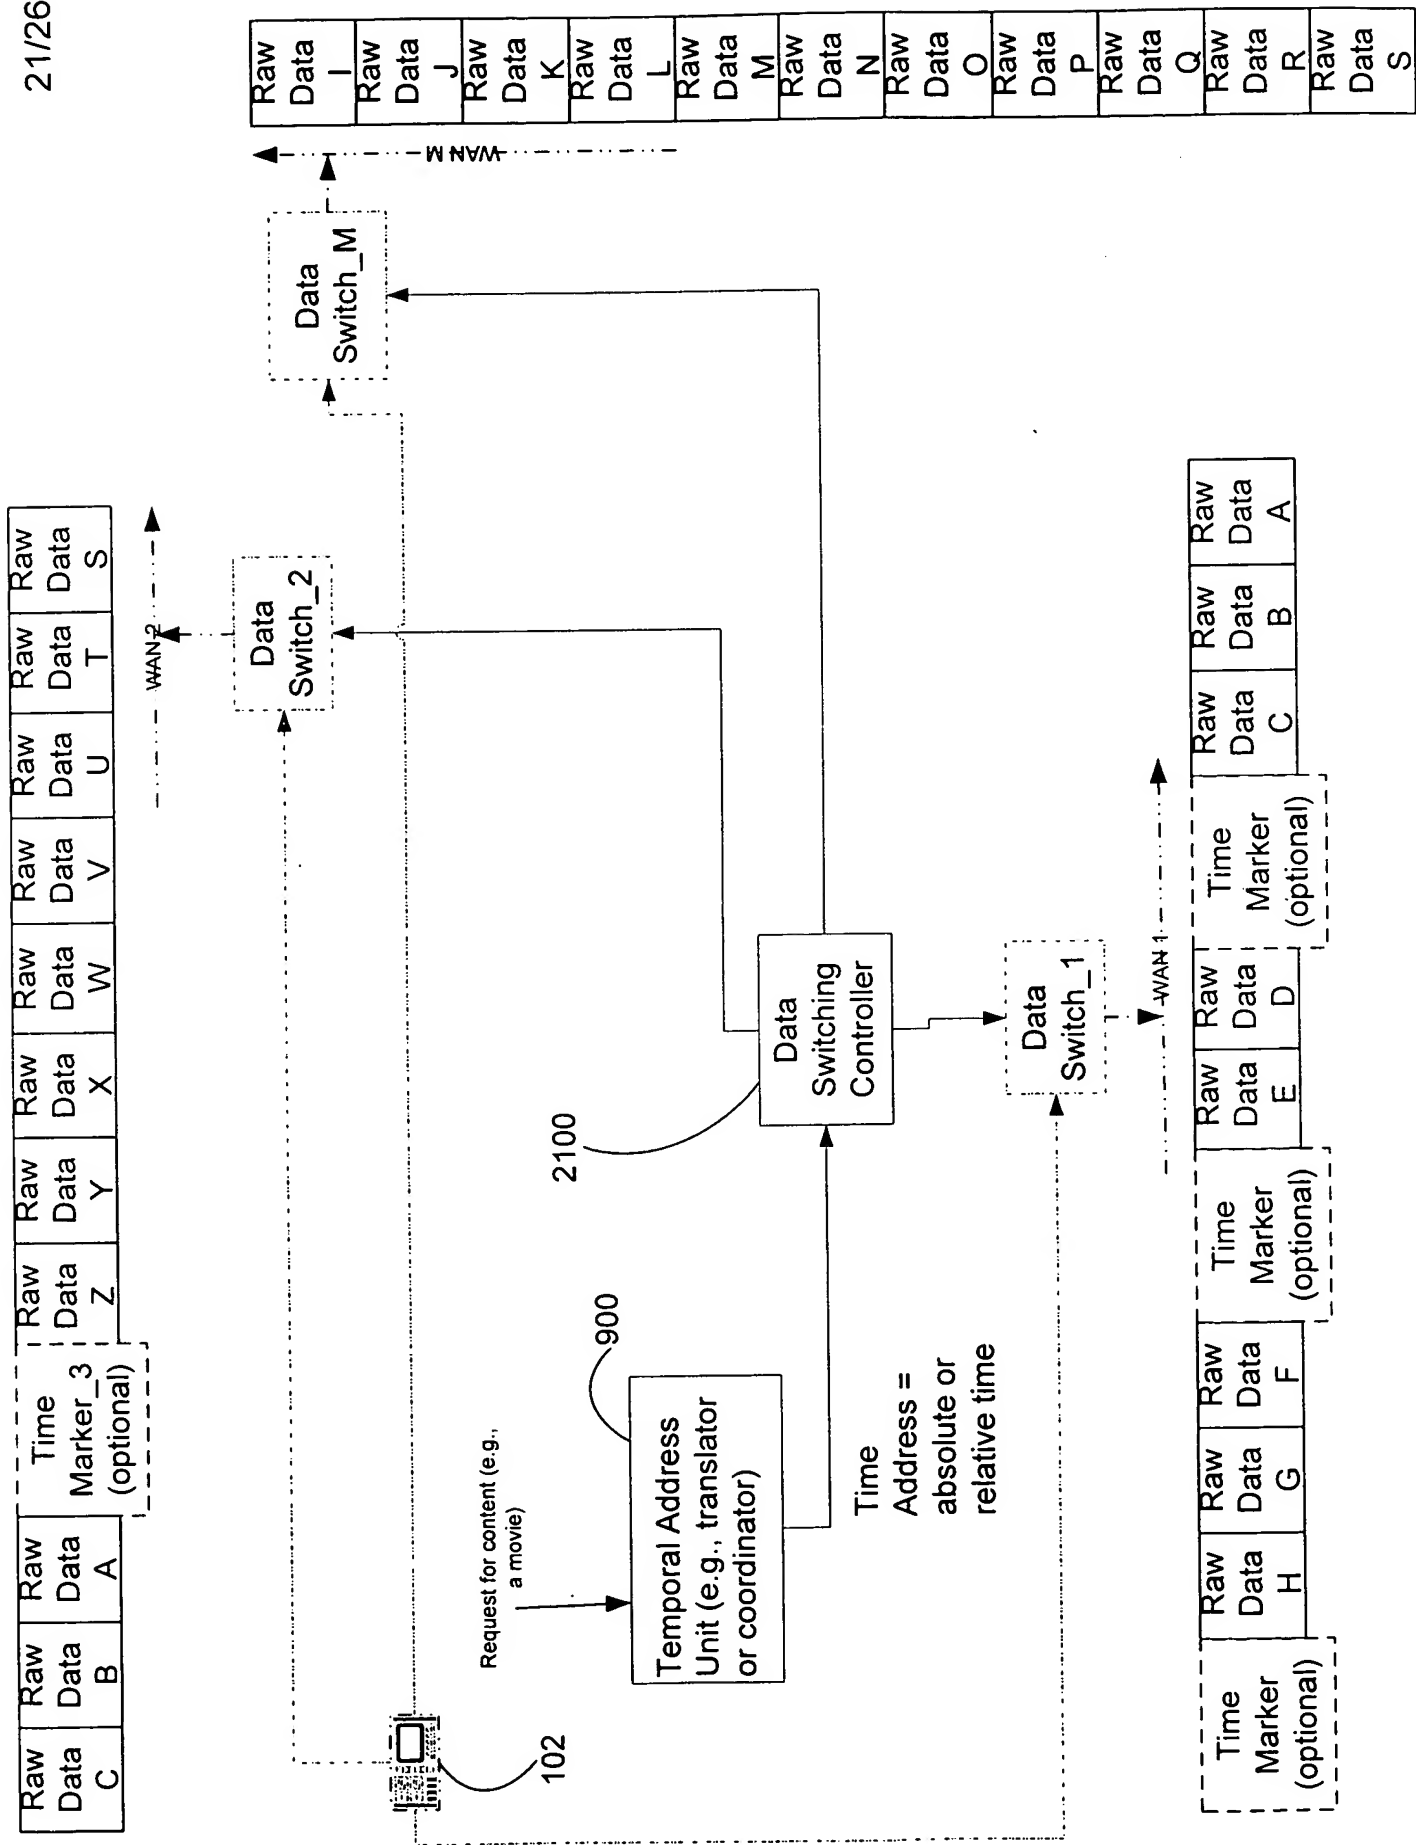 21/26
Raw
Data
C
Raw
Data
B
Raw
Data
A
Time
Marker_3
(optional)
Raw
Data
Z
Raw
Data
Y
Raw
Data
X
Raw
Data
W
Raw
Data
V
Raw
Data
U
Raw
Data
T
Raw
Data
S
WAN 2
Data
Switch_2
Data
Switch_M
WAN M
Raw
Data
I
Raw
Data
J
Raw
Data
K
Raw
Data
L
Raw
Data
M
Raw
Data
N
Raw
Data
O
Raw
Data
P
Raw
Data
Q
Raw
Data
R
Raw
Data
S
102
Request for content (e.g.,
a movie)
900
Temporal Address
Unit (e.g., translator
or coordinator)
2100
Data
Switching
Controller
Time
Address =
absolute or
relative time
Data
Switch_1
WAN 1
Time
Marker
(optional)
Raw
Data
H
Raw
Data
G
Raw
Data
F
Time
Marker
(optional)
Raw
Data
E
Raw
Data
D
Time
Marker
(optional)
Raw
Data
C
Raw
Data
B
Raw
Data
A